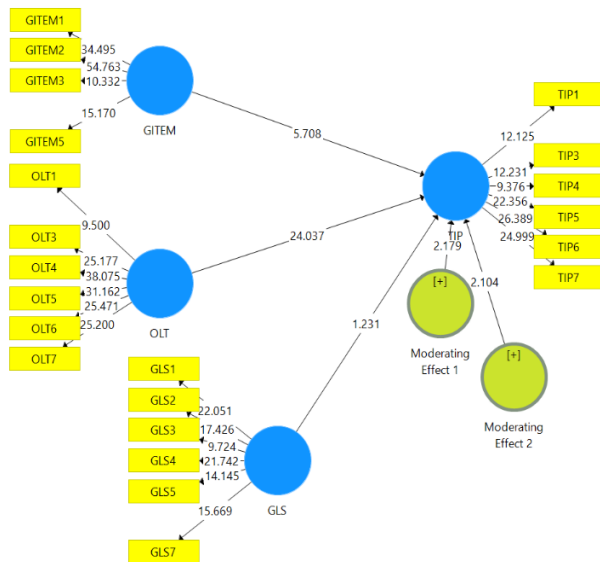 GITEM1
GITEM2
GITEM3
GITEM5
34.495
54.763
10.332
15.170
GITEM
OLT1
OLT3
OLT4
OLT5
OLT6
OLT7
9.500
25.177
38.075
31.162
25.471
25.200
OLT
GLS1
GLS2
GLS3
GLS4
GLS5
GLS7
22.051
17.426
9.724
21.742
14.145
15.669
GLS
5.708
24.037
1.231
TIP
2.179
2.104
[+]
Moderating
Effect 1
[+]
Moderating
Effect 2
12.125
12.231
9.376
22.356
26.389
24.999
TIP1
TIP3
TIP4
TIP5
TIP6
TIP7